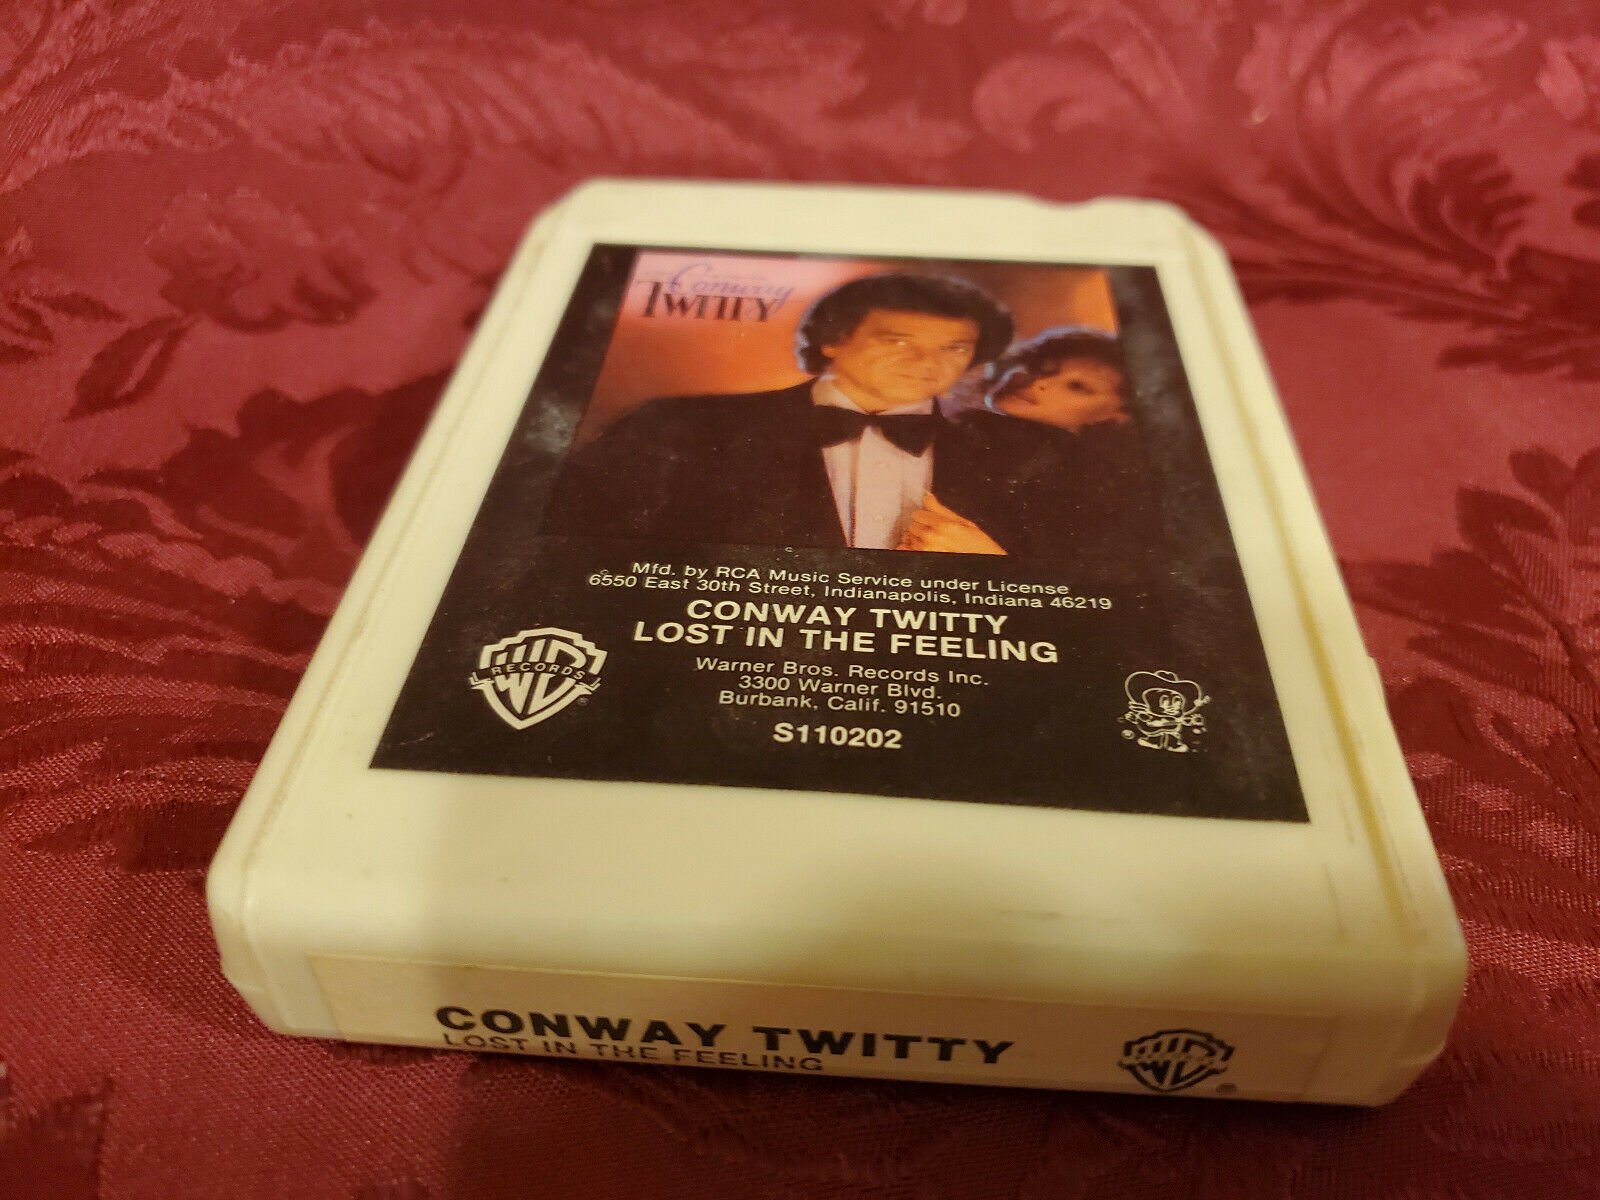 Conway
TWITTY
Mfd. by RCA Music Service under License
6550 East 30th Street, Indianapolis, Indiana 46219
CONWAY TWITTY
LOST IN THE FEELING
Warner Bros. Records Inc.
3300 Warner Blvd.
Burbank, Calif. 91510
S110202
WB
RECORDS
®
CONWAY TWITTY
LOST IN THE FEELING
WB
®